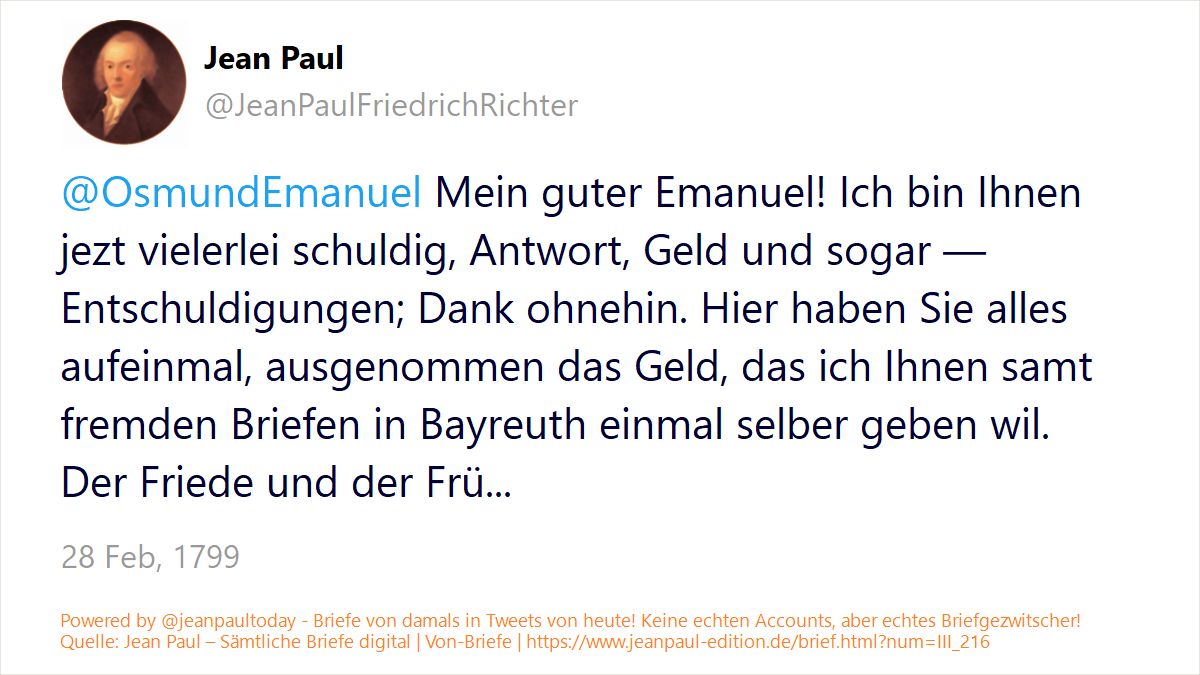 Jean Paul
@JeanPaulFriedrichRichter
@OsmundEmanuel Mein guter Emanuel! Ich bin Ihnen
jezt vielerlei schuldig, Antwort, Geld und sogar —
Entschuldigungen; Dank ohnehin. Hier haben Sie alles
aufeinmal, ausgenommen das Geld, das ich Ihnen samt
fremden Briefen in Bayreuth einmal selber geben wil.
Der Friede und der Frü...
28 Feb, 1799
Powered by @jeanpaultoday - Briefe von damals in Tweets von heute! Keine echten Accounts, aber echtes Briefgezwitscher!
Quelle: Jean Paul – Sämtliche Briefe digital | Von-Briefe | https://www.jeanpaul-edition.de/brief.html?num=III_216